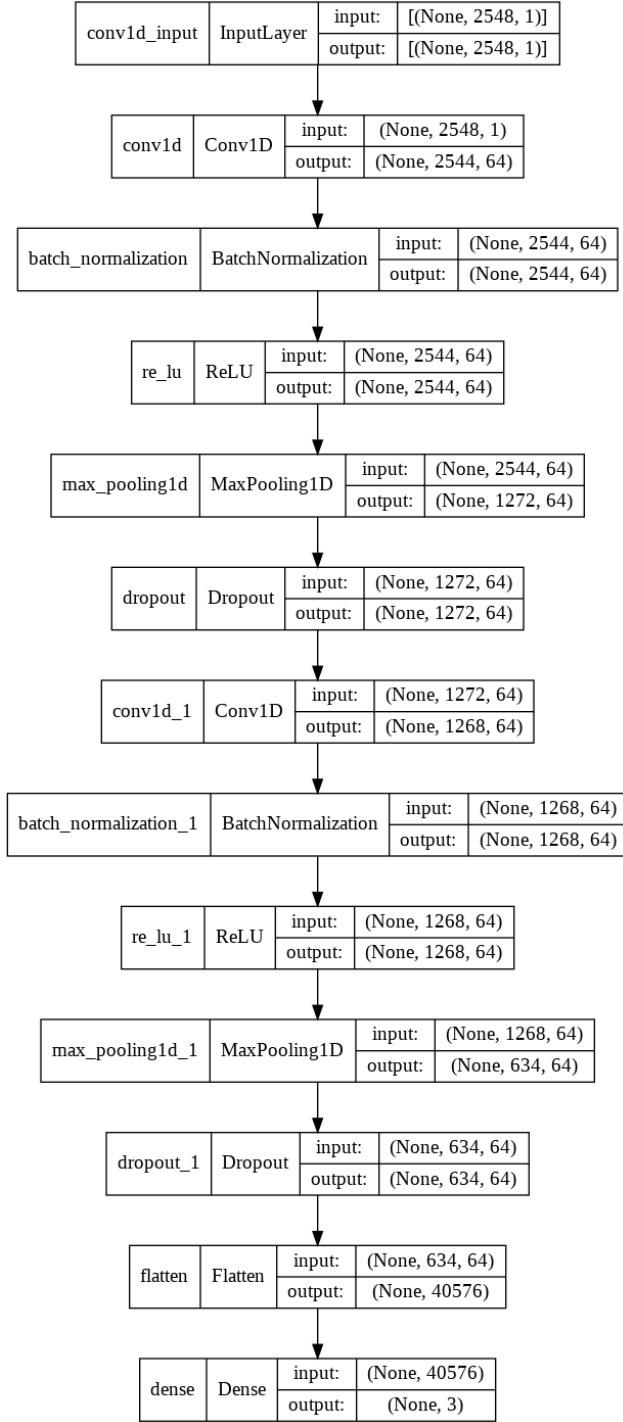 conv1d_input InputLayer input: [(None, 2548, 1)]
output: [(None, 2548, 1)]
conv1d Conv1D input: (None, 2548, 1)
output: (None, 2544, 64)
batch_normalization BatchNormalization input: (None, 2544, 64)
output: (None, 2544, 64)
re_lu ReLU input: (None, 2544, 64)
output: (None, 2544, 64)
max_pooling1d MaxPooling1D input: (None, 2544, 64)
output: (None, 1272, 64)
dropout Dropout input: (None, 1272, 64)
output: (None, 1272, 64)
conv1d_1 Conv1D input: (None, 1272, 64)
output: (None, 1268, 64)
batch_normalization_1 BatchNormalization input: (None, 1268, 64)
output: (None, 1268, 64)
re_lu_1 ReLU input: (None, 1268, 64)
output: (None, 1268, 64)
max_pooling1d_1 MaxPooling1D input: (None, 1268, 64)
output: (None, 634, 64)
dropout_1 Dropout input: (None, 634, 64)
output: (None, 634, 64)
flatten Flatten input: (None, 634, 64)
output: (None, 40576)
dense Dense input: (None, 40576)
output: (None, 3)